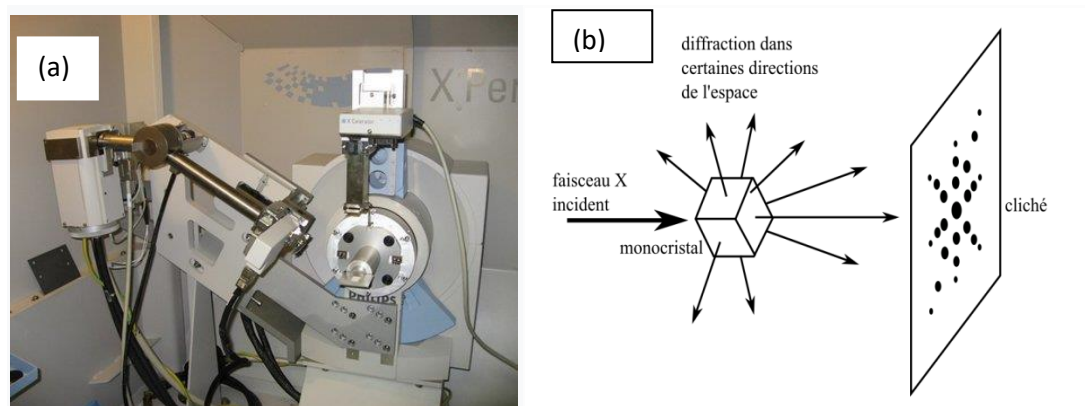 (a)
X Per
X'Celerator
PHILIPS
(b)
diffraction dans
certaines directions
de l'espace
faisceau X
incident
monocristal
cliché